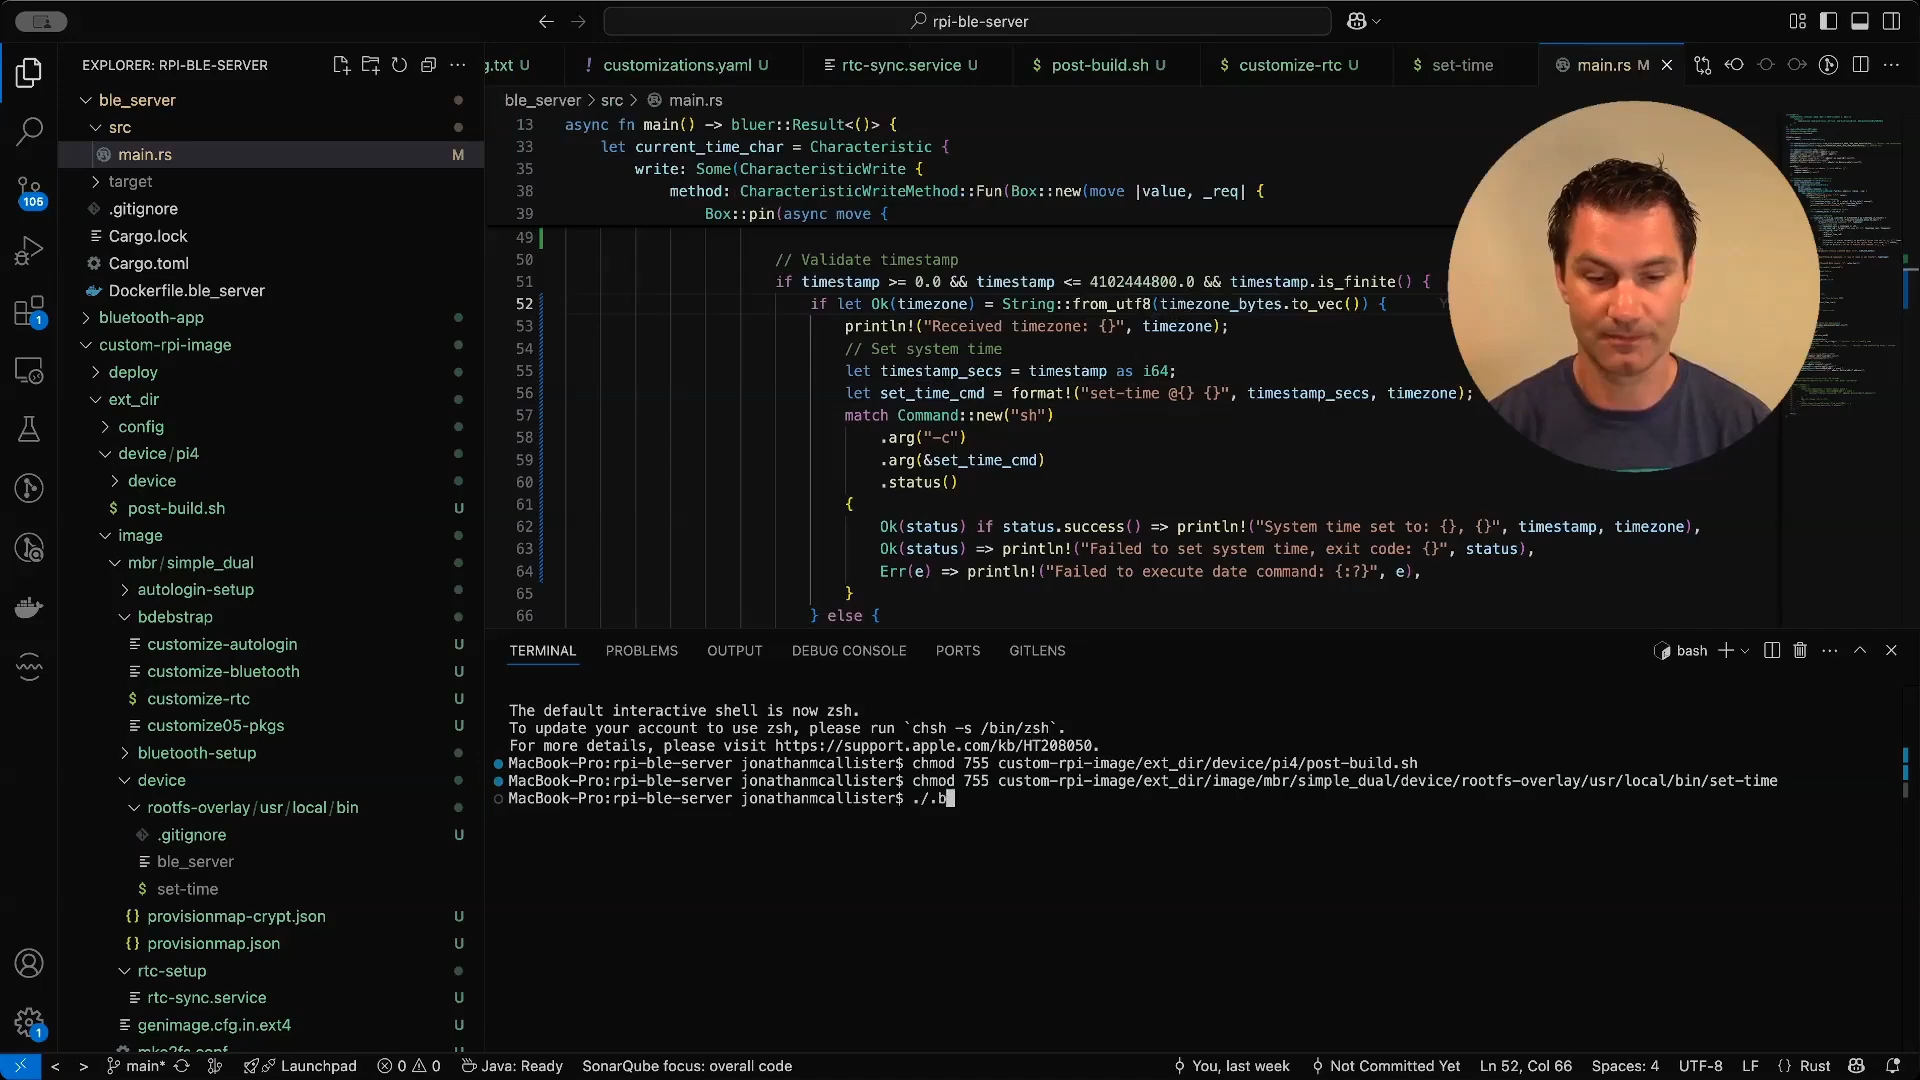 rpi-ble-server
EXPLORER: RPI-BLE-SERVER
g.txt U
! customizations.yaml U
rtc-sync.service U
$ post-build.sh U
$ customize-rtc U
$ set-time
main.rs M
ble_server
src
main.rs M
target
.gitignore
Cargo.lock
Cargo.toml
Dockerfile.ble_server
bluetooth-app
custom-rpi-image
deploy
ext_dir
config
device/pi4
device
$ post-build.sh U
image
mbr/simple_dual
autologin-setup
bdebstrap
customize-autologin U
customize-bluetooth U
$ customize-rtc U
customize05-pkgs U
bluetooth-setup
device
rootfs-overlay/usr/local/bin
.gitignore U
ble_server
$ set-time
{} provisionmap-crypt.json U
{} provisionmap.json U
rtc-setup
rtc-sync.service U
genimage.cfg.in.ext4 U
105
1
1
ble_server > src > main.rs
13 async fn main() -> bluer::Result<()> {
33 let current_time_char = Characteristic {
35 write: Some(CharacteristicWrite {
38 method: CharacteristicWriteMethod::Fun(Box::new(move |value, _req| {
39 Box::pin(async move {
49
50 // Validate timestamp
51 if timestamp >= 0.0 && timestamp <= 4102444800.0 && timestamp.is_finite() {
52 if let Ok(timezone) = String::from_utf8(timezone_bytes.to_vec()) {
53 println!("Received timezone: {}", timezone);
54 // Set system time
55 let timestamp_secs = timestamp as i64;
56 let set_time_cmd = format!("set-time @{} {}", timestamp_secs, timezone);
57 match Command::new("sh")
58 .arg("-c")
59 .arg(&set_time_cmd)
60 .status()
61 {
62 Ok(status) if status.success() => println!("System time set to: {}, {}", timestamp, timezone),
63 Ok(status) => println!("Failed to set system time, exit code: {}", status),
64 Err(e) => println!("Failed to execute date command: {:?}", e),
65 }
66 } else {
TERMINAL PROBLEMS OUTPUT DEBUG CONSOLE PORTS GITLENS
bash
The default interactive shell is now zsh.
To update your account to use zsh, please run `chsh -s /bin/zsh`.
For more details, please visit https://support.apple.com/kb/HT208050.
MacBook-Pro:rpi-ble-server jonathanmcallister$ chmod 755 custom-rpi-image/ext_dir/device/pi4/post-build.sh
MacBook-Pro:rpi-ble-server jonathanmcallister$ chmod 755 custom-rpi-image/ext_dir/image/mbr/simple_dual/device/rootfs-overlay/usr/local/bin/set-time
MacBook-Pro:rpi-ble-server jonathanmcallister$ ./.b
main* Launchpad 0 0 Java: Ready SonarQube focus: overall code You, last week Not Committed Yet Ln 52, Col 66 Spaces: 4 UTF-8 LF {} Rust